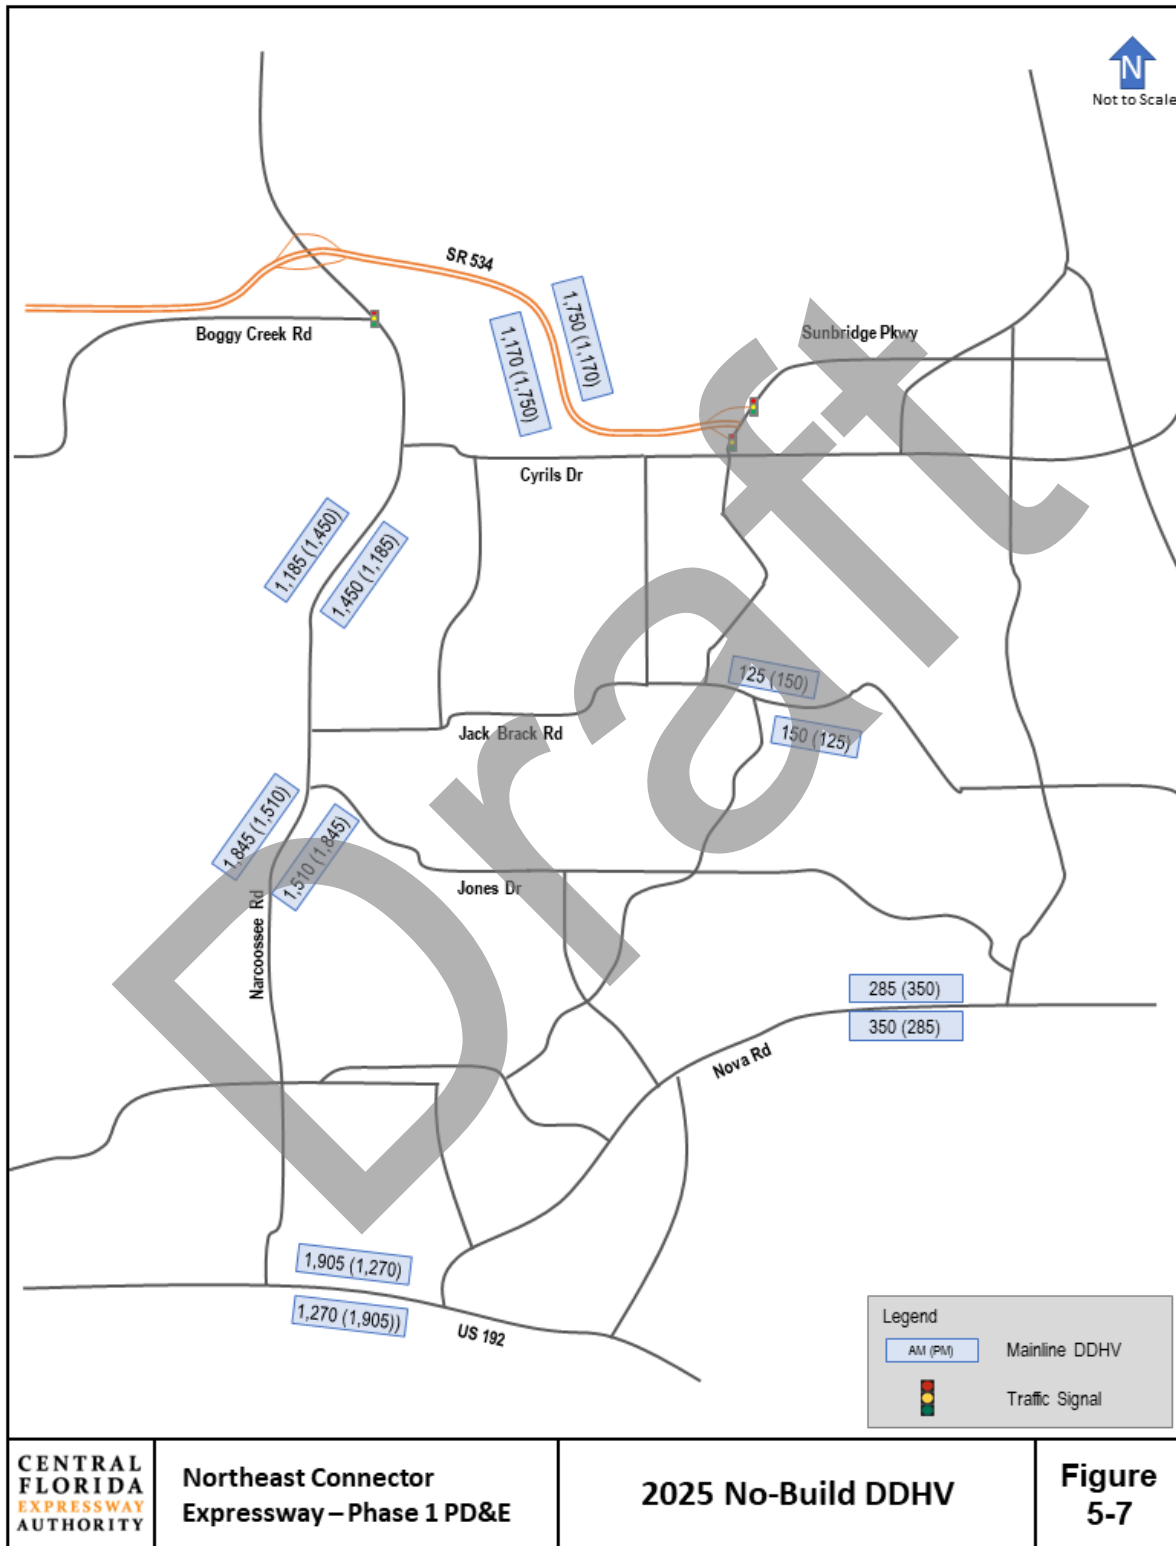 N
Not to Scale
SR 534
1,750 (1,170)
1,170 (1,750)
Boggy Creek Rd
Sunbridge Pkwy
Cyrils Dr
1,185 (1,450)
1,450 (1,185)
125 (150)
150 (125)
Jack Brack Rd
1,845 (1,510)
1,510 (1,845)
Jones Dr
Narcoossee Rd
285 (350)
350 (285)
Nova Rd
1,905 (1,270)
1,270 (1,905))
US 192
Draft
Legend
AM (PM) Mainline DDHV
Traffic Signal
CENTRAL
FLORIDA
EXPRESSWAY
AUTHORITY
Northeast Connector
Expressway – Phase 1 PD&E
2025 No-Build DDHV
Figure
5-7